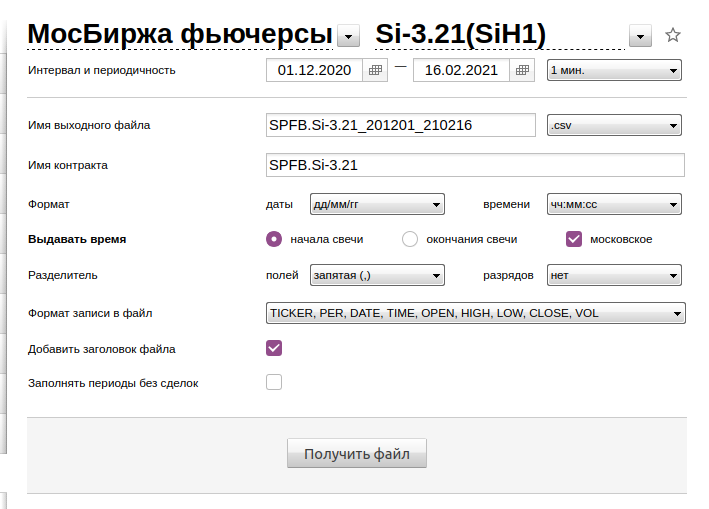 МосБиржа фьючерсы Si-3.21(SiH1)
Интервал и периодичность 01.12.2020 — 16.02.2021 1 мин.
Имя выходного файла SPFB.Si-3.21_201201_210216 .csv
Имя контракта SPFB.Si-3.21
Формат даты дд/мм/гг времени чч:мм:сс
Выдавать время начала свечи окончания свечи московское
Разделитель полей запятая (,) разрядов нет
Формат записи в файл TICKER, PER, DATE, TIME, OPEN, HIGH, LOW, CLOSE, VOL
Добавить заголовок файла
Заполнять периоды без сделок
Получить файл